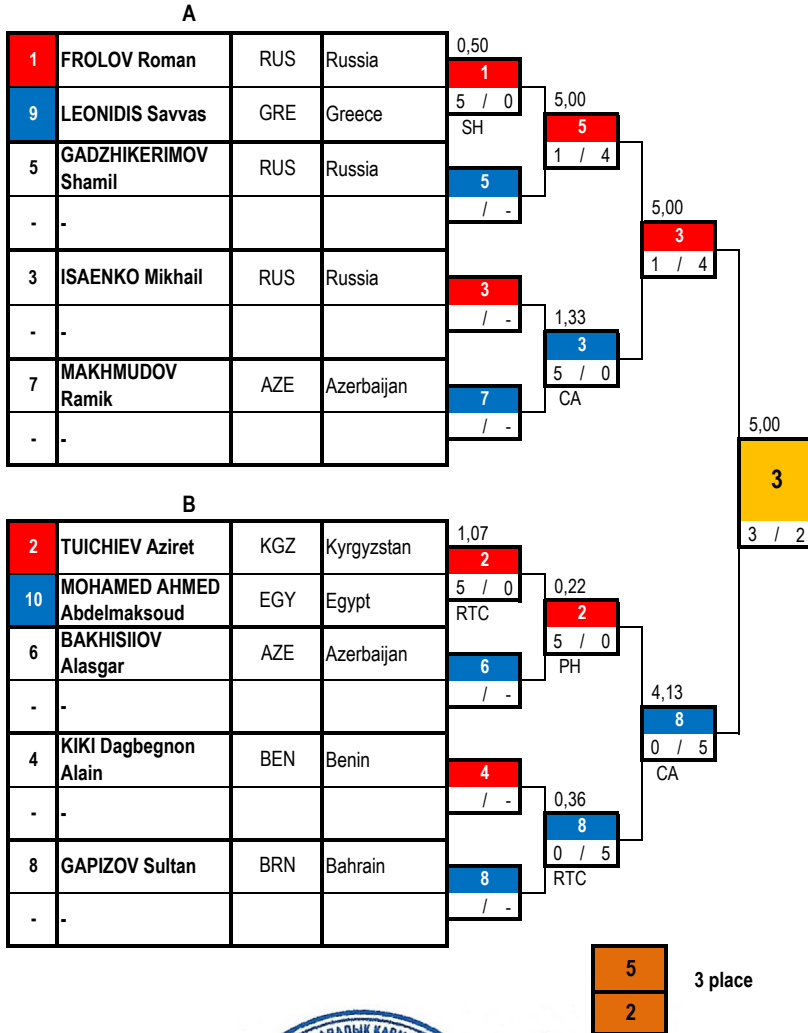 A
1 FROLOV Roman RUS Russia
9 LEONIDIS Savvas GRE Greece
5 GADZHIKERIMOV
Shamil RUS Russia
- -
3 ISAENKO Mikhail RUS Russia
- -
7 MAKHMUDOV
Ramik AZE Azerbaijan
- -
0,50
1
5 / 0
SH
5
/ -
3
/ -
7
/ -
5,00
5
1 / 4
1,33
3
5 / 0
CA
5,00
3
1 / 4
5,00
3
3 / 2
B
2 TUICHIEV Aziret KGZ Kyrgyzstan
10 MOHAMED AHMED
Abdelmaksoud EGY Egypt
6 BAKHISIIOV
Alasgar AZE Azerbaijan
- -
4 KIKI Dagbegnon
Alain BEN Benin
- -
8 GAPIZOV Sultan BRN Bahrain
- -
1,07
2
5 / 0
RTC
6
/ -
4
/ -
8
/ -
0,22
2
5 / 0
PH
0,36
8
0 / 5
RTC
4,13
8
0 / 5
CA
5
2
3 place